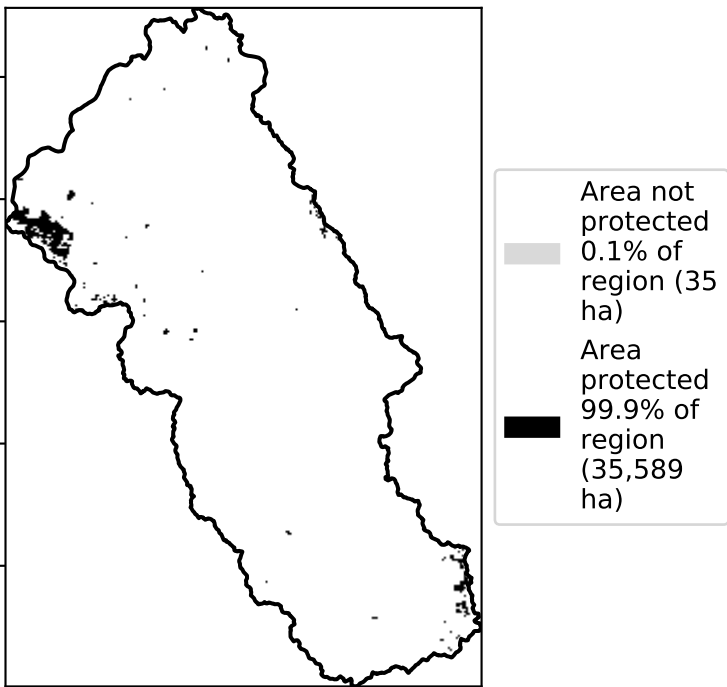 Area not
protected
0.1% of
region (35
ha)
Area
protected
99.9% of
region
(35,589
ha)